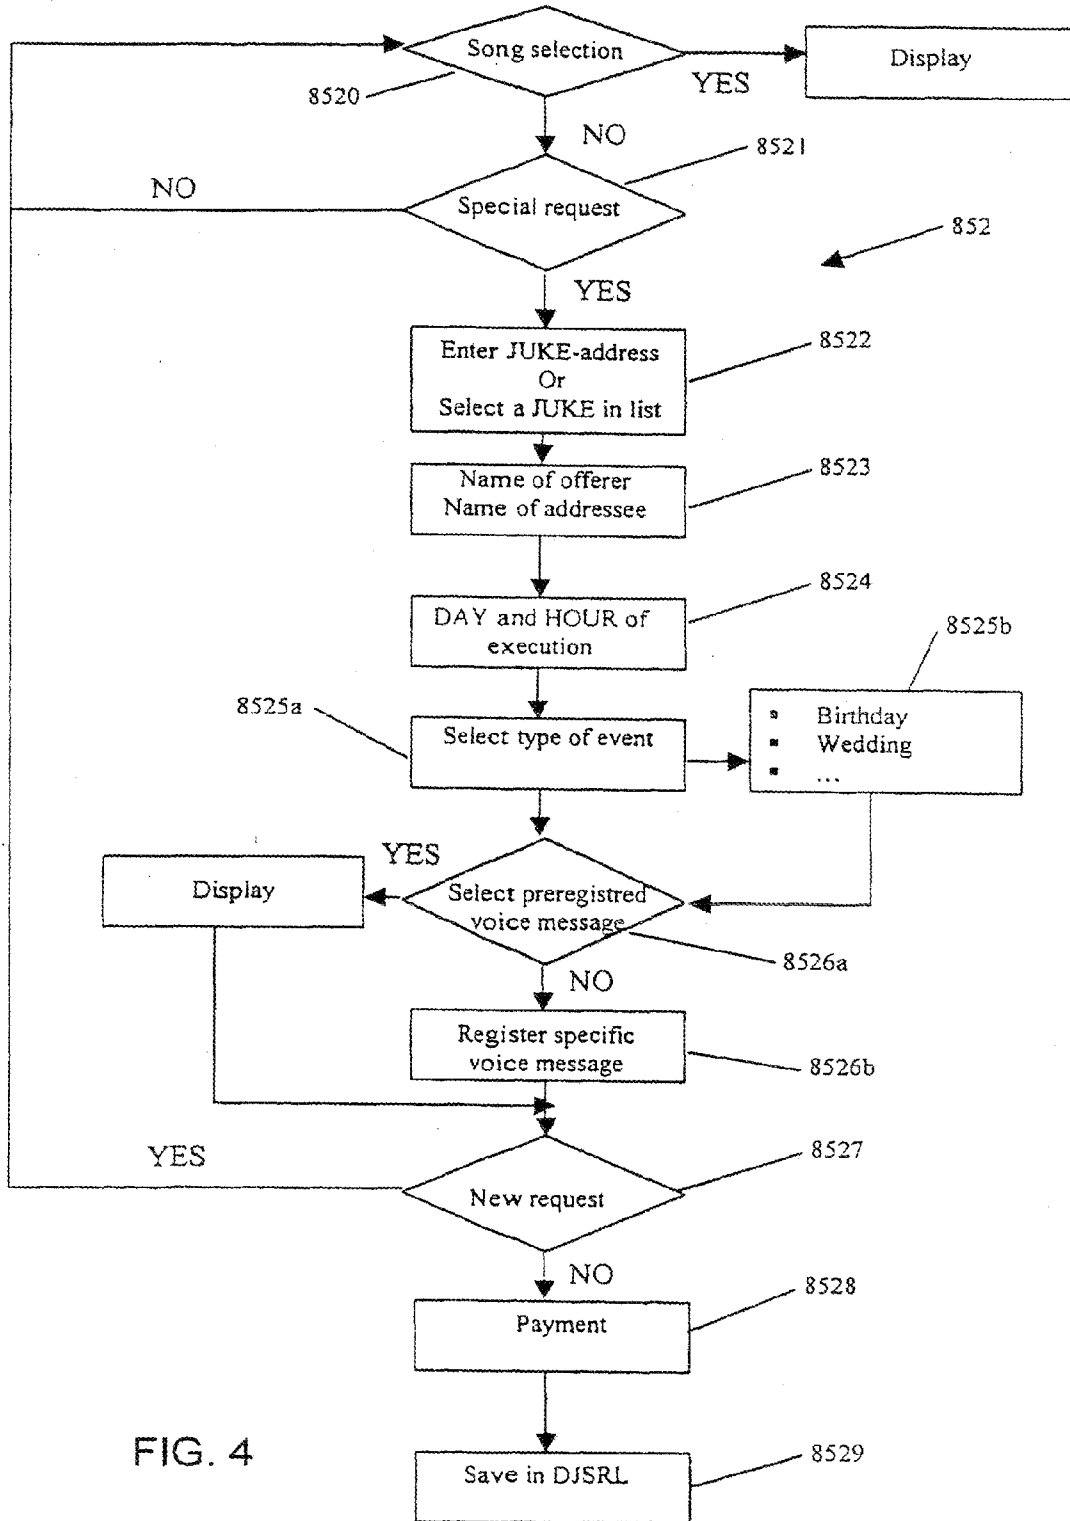 Song selection
Display
YES
8520
NO
8521
NO
Special request
852
YES
Enter JUKE-address
Or
Select a JUKE in list
8522
Name of offerer
Name of addressee
8523
DAY and HOUR of
execution
8524
8525b
8525a
Select type of event
▪ Birthday
▪ Wedding
▪ ...
YES
Display
Select preregistred
voice message
8526a
NO
Register specific
voice message
8526b
YES
8527
New request
NO
8528
Payment
FIG. 4
Save in DJSRL
8529